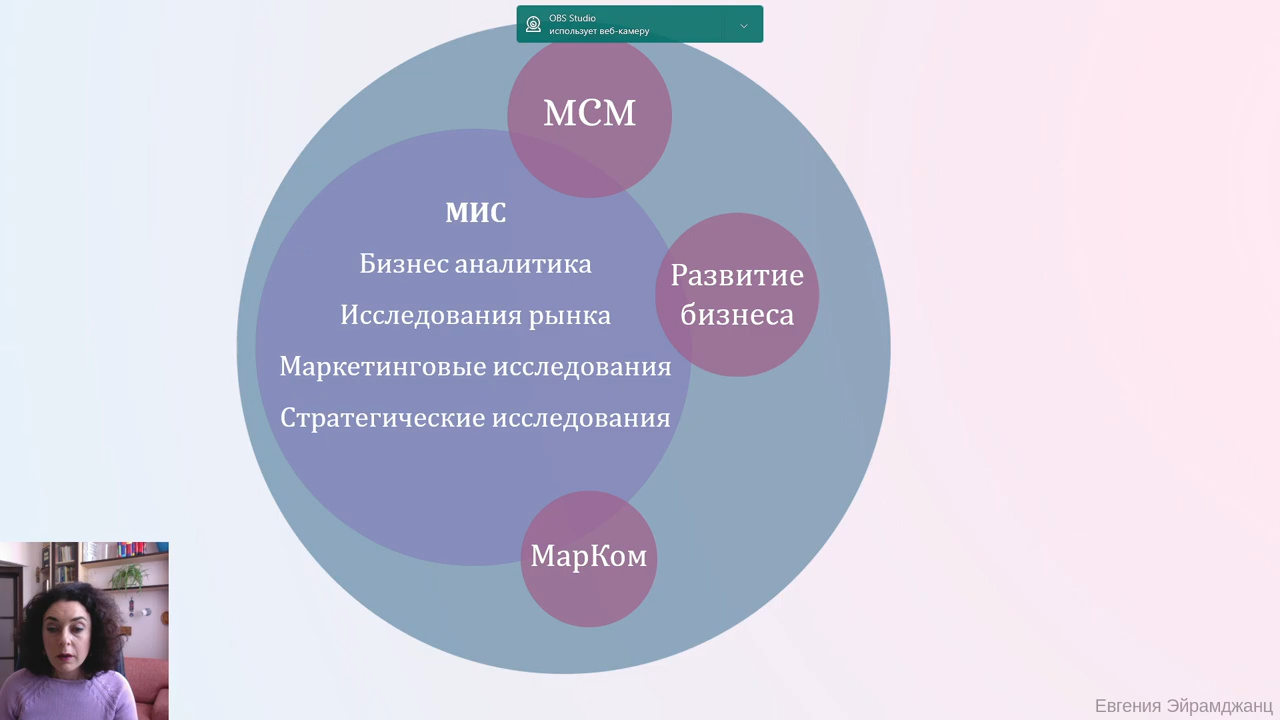 OBS Studio
использует веб-камеру
МСМ
МИС
Бизнес аналитика
Исследования рынка
Маркетинговые исследования
Стратегические исследования
Развитие
бизнеса
МарКом
Евгения Эйрамджанц